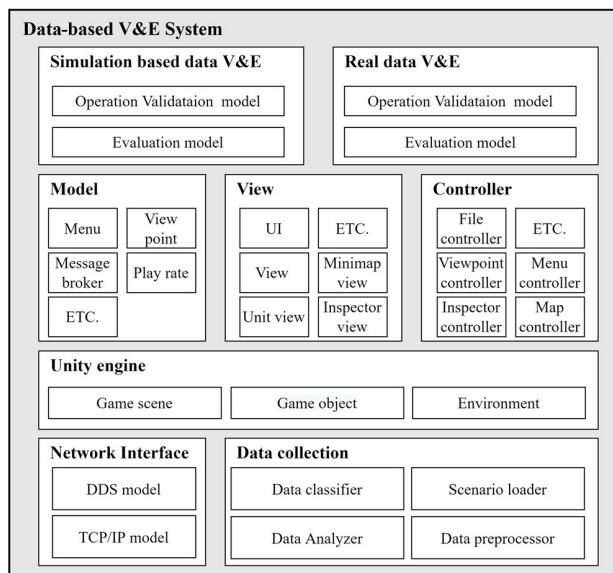 Data-based V&E System
Simulation based data V&E
Operation Validataion model
Evaluation model
Real data V&E
Operation Validataion model
Evaluation model
Model
Menu
View
point
Message
broker
Play rate
ETC.
View
UI
ETC.
View
Minimap
view
Unit view
Inspector
view
Controller
File
controller
ETC.
Viewpoint
controller
Menu
controller
Inspector
controller
Map
controller
Unity engine
Game scene
Game object
Environment
Network Interface
DDS model
TCP/IP model
Data collection
Data classifier
Scenario loader
Data Analyzer
Data preprocessor